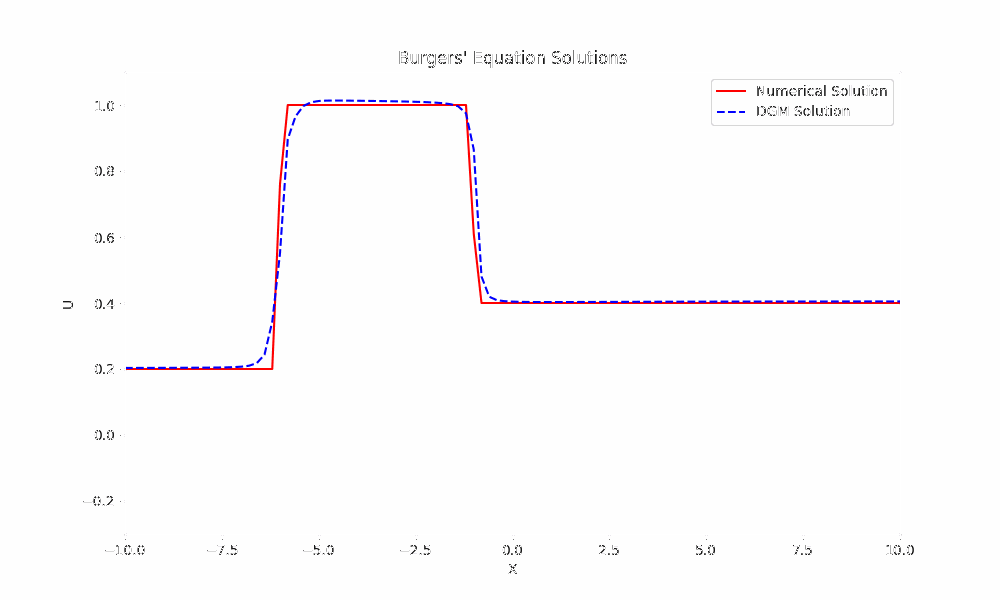 Burgers' Equation Solutions
Numerical Solution
DGM Solution
1.0
0.8
0.6
0.4
0.2
0.0
−0.2
U
−10.0 −7.5 −5.0 −2.5 0.0 2.5 5.0 7.5 10.0
X